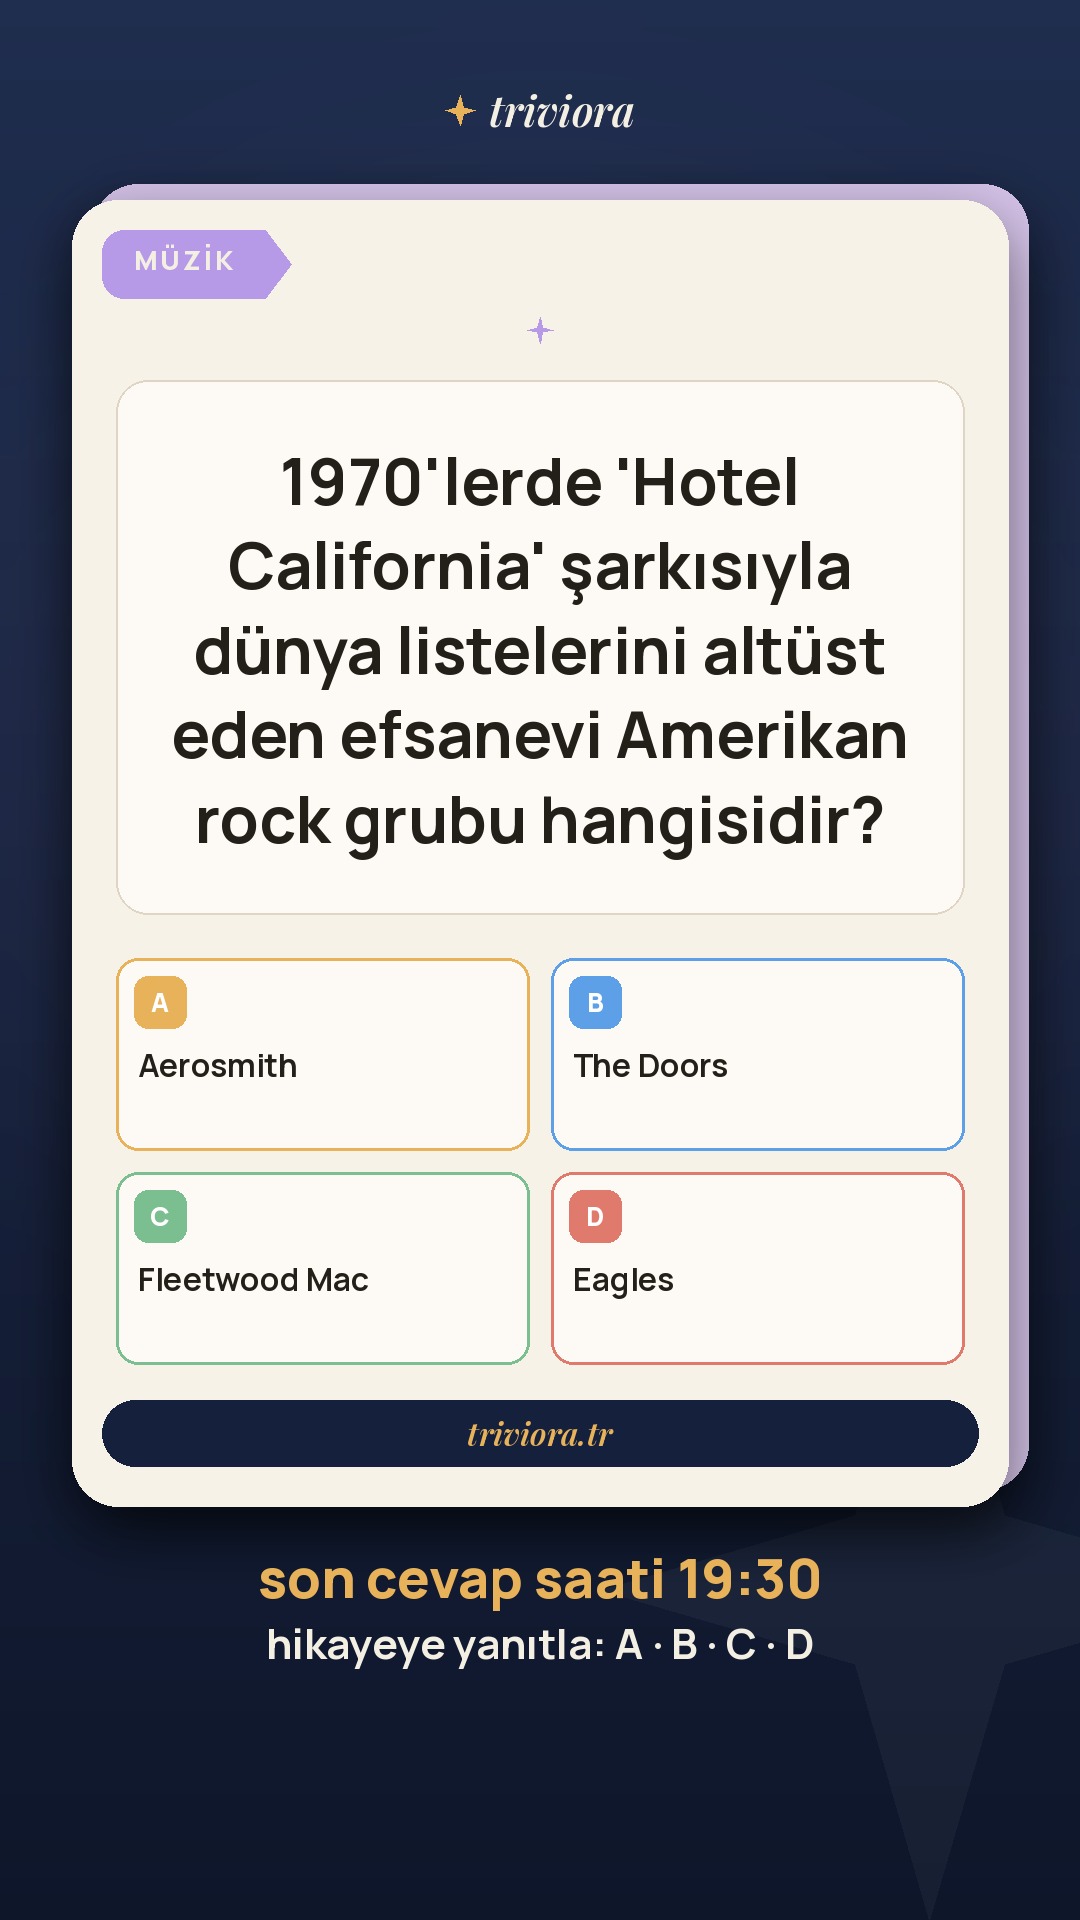 triviora
MÜZİK
1970'lerde 'Hotel
California' şarkısıyla
dünya listelerini altüst
eden efsanevi Amerikan
rock grubu hangisidir?
A
Aerosmith
B
The Doors
C
Fleetwood Mac
D
Eagles
triviora.tr
son cevap saati 19:30
hikayeye yanıtla: A · B · C · D